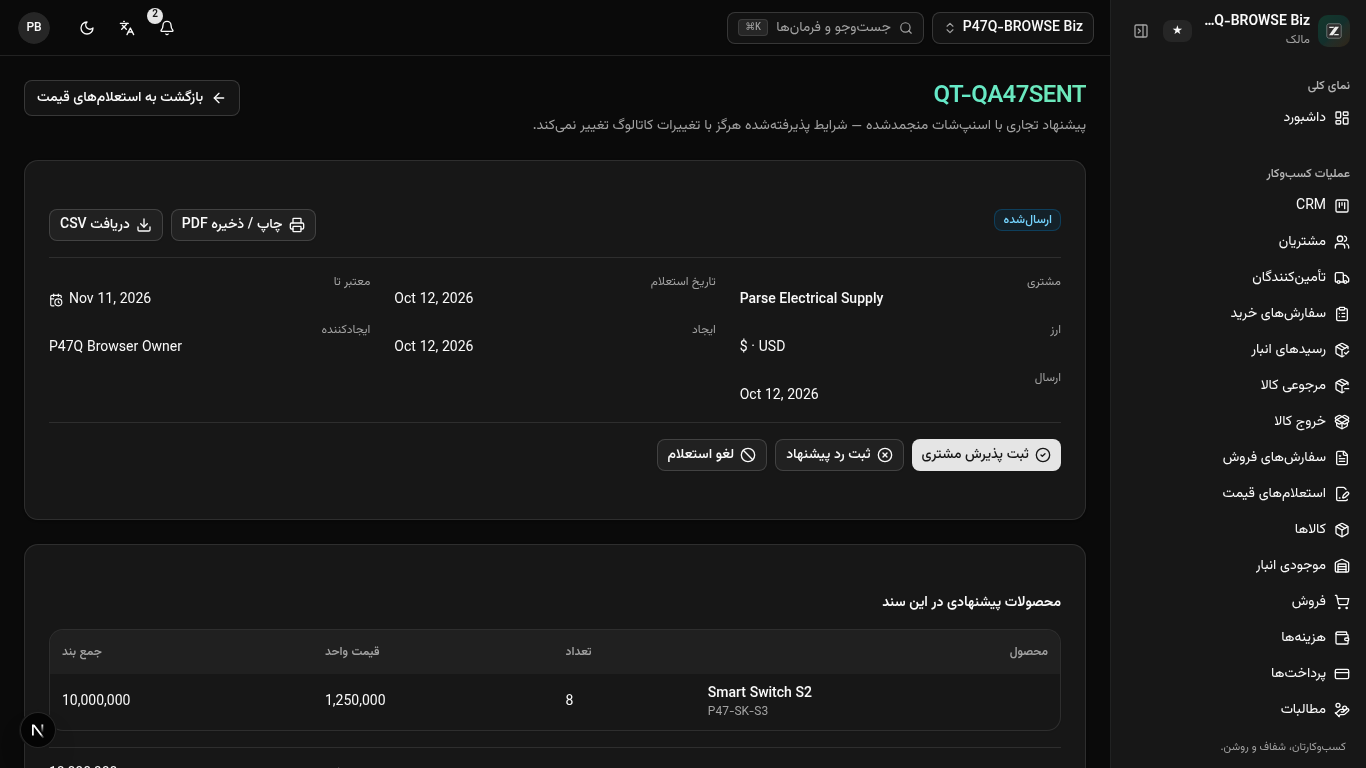 P47Q-BROWSE Biz
جست‌وجو و فرمان‌ها
⌘K
2
PB
...Q-BROWSE Biz
مالک
Z
نمای کلی
داشبورد
عملیات کسب‌وکار
CRM
مشتریان
تأمین‌کنندگان
سفارش‌های خرید
رسیدهای انبار
مرجوعی کالا
خروج کالا
سفارش‌های فروش
استعلام‌های قیمت
کالاها
موجودی انبار
فروش
هزینه‌ها
پرداخت‌ها
مطالبات
کسب‌وکارتان، شفاف و روشن.
QT-QA47SENT
بازگشت به استعلام‌های قیمت
پیشنهاد تجاری با اسنپ‌شات منجمدشده — شرایط پذیرفته‌شده هرگز با تغییرات کاتالوگ تغییر نمی‌کند.
ارسال‌شده
چاپ / ذخیره PDF
دریافت CSV
مشتری
Parse Electrical Supply
تاریخ استعلام
Oct 12, 2026
معتبر تا
Nov 11, 2026
ارز
$ · USD
ایجاد
Oct 12, 2026
ایجادکننده
P47Q Browser Owner
ارسال
Oct 12, 2026
ثبت پذیرش مشتری
ثبت رد پیشنهاد
لغو استعلام
محصولات پیشنهادی در این سند
محصول تعداد قیمت واحد جمع بند
Smart Switch S2 8 1,250,000 10,000,000
P47-SK-S3
N